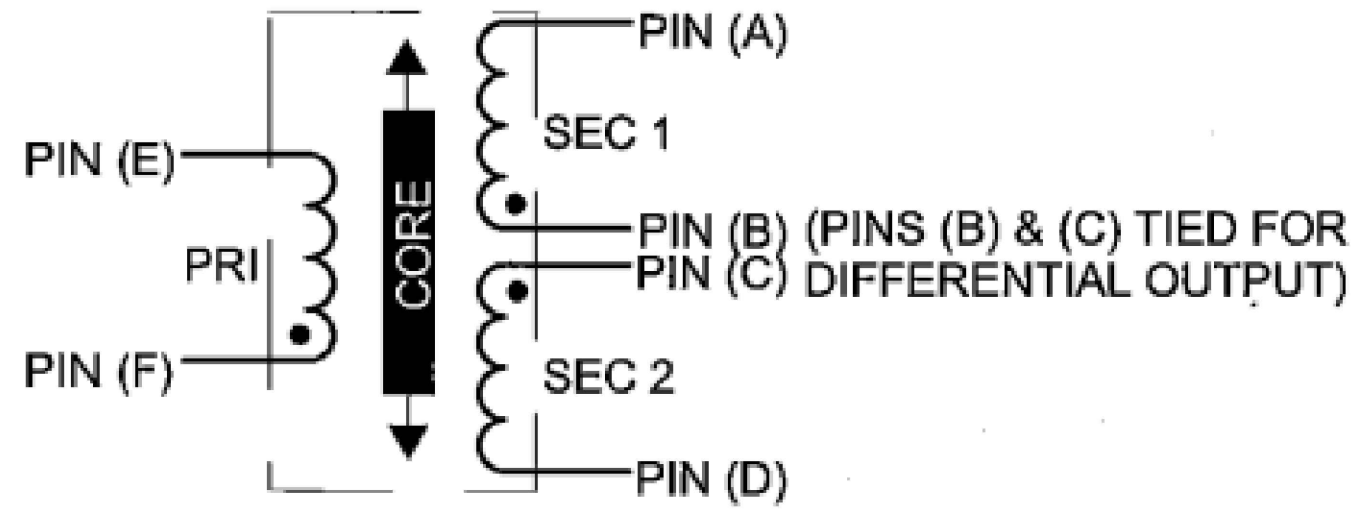 PIN (A)
SEC 1
PIN (E)
CORE
PRI
PIN (B) (PINS (B) & (C) TIED FOR
PIN (C) DIFFERENTIAL OUTPUT)
PIN (F)
SEC 2
PIN (D)